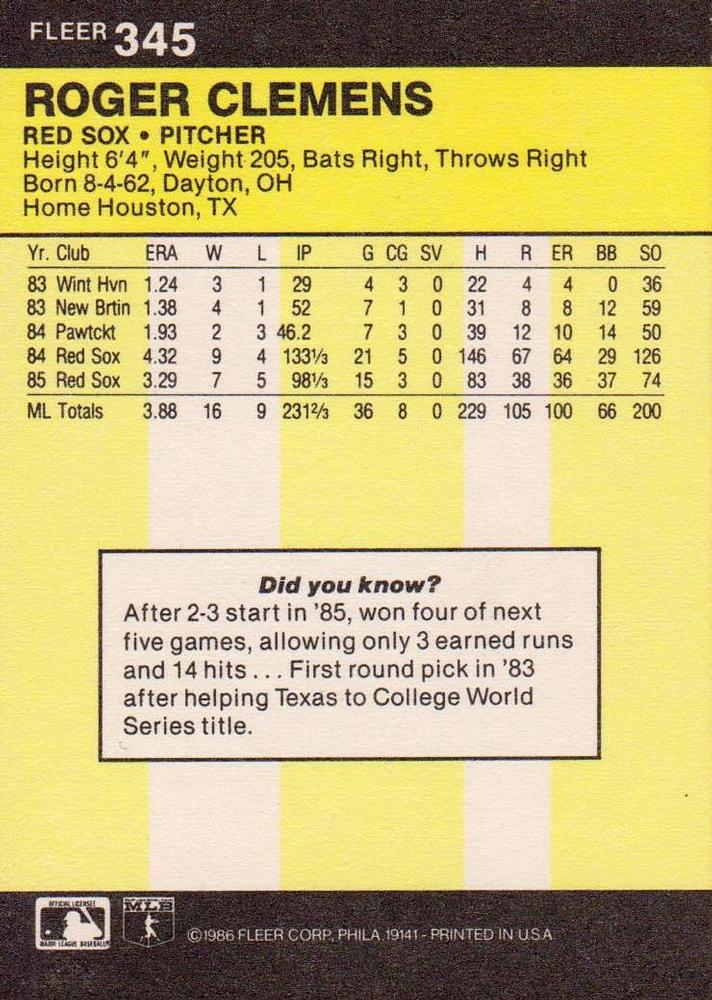 FLEER 345
ROGER CLEMENS
RED SOX • PITCHER
Height 6'4", Weight 205, Bats Right, Throws Right
Born 8-4-62, Dayton, OH
Home Houston, TX
Yr. Club ERA W L IP G CG SV H R ER BB SO
83 Wint Hvn 1.24 3 1 29 4 3 0 22 4 4 0 36
83 New Brtin 1.38 4 1 52 7 1 0 31 8 8 12 59
84 Pawtckt 1.93 2 3 46.2 7 3 0 39 12 10 14 50
84 Red Sox 4.32 9 4 133⅓ 21 5 0 146 67 64 29 126
85 Red Sox 3.29 7 5 98⅓ 15 3 0 83 38 36 37 74
ML Totals 3.88 16 9 231⅔ 36 8 0 229 105 100 66 200
Did you know?
After 2-3 start in '85, won four of next
five games, allowing only 3 earned runs
and 14 hits . . . First round pick in '83
after helping Texas to College World
Series title.
OFFICIAL LICENSEE
MAJOR LEAGUE BASEBALL
MLB
©1986 FLEER CORP., PHILA. 19141 - PRINTED IN U.S.A.